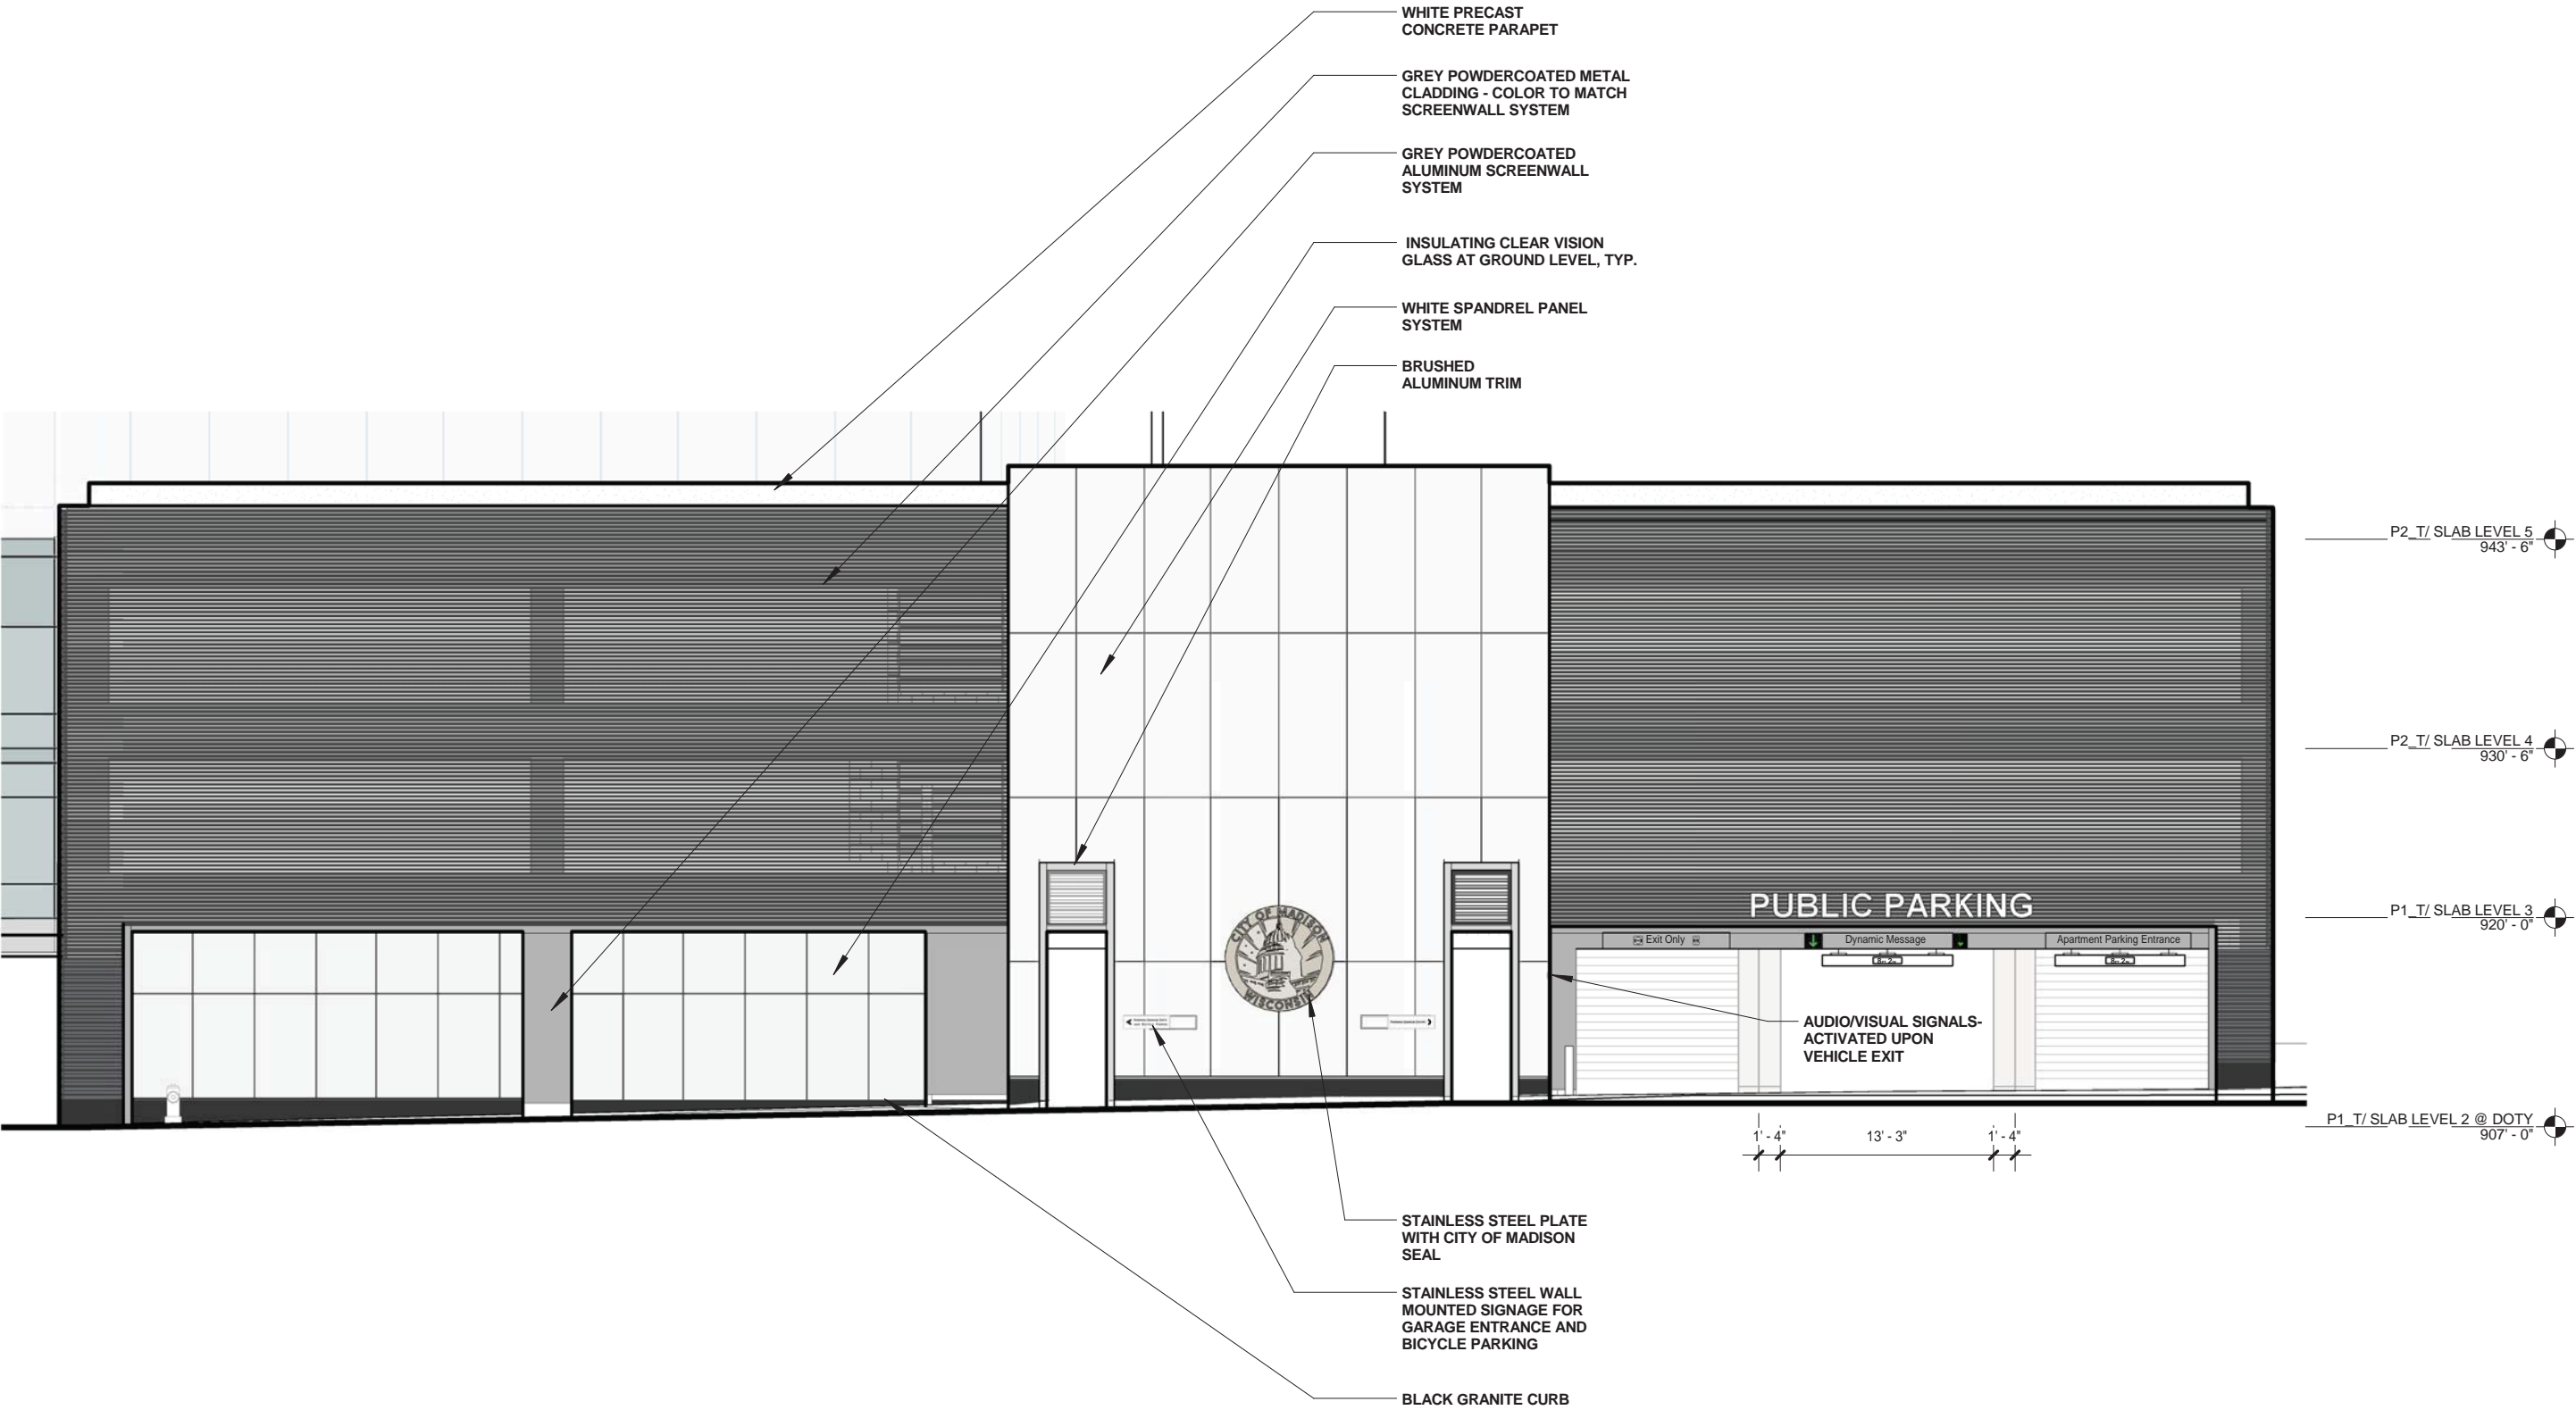 WHITE PRECAST
CONCRETE PARAPET
GREY POWDERCOATED METAL
CLADDING - COLOR TO MATCH
SCREENWALL SYSTEM
GREY POWDERCOATED
ALUMINUM SCREENWALL
SYSTEM
INSULATING CLEAR VISION
GLASS AT GROUND LEVEL, TYP.
WHITE SPANDREL PANEL
SYSTEM
BRUSHED
ALUMINUM TRIM
P2_T/ SLAB LEVEL 5
943' - 6"
P2_T/ SLAB LEVEL 4
930' - 6"
P1_T/ SLAB LEVEL 3
920' - 0"
P1_T/ SLAB LEVEL 2 @ DOTY
907' - 0"
PUBLIC PARKING
Exit Only
Dynamic Message
Apartment Parking Entrance
CITY OF MADISON
WISCONSIN
AUDIO/VISUAL SIGNALS-
ACTIVATED UPON
VEHICLE EXIT
1' - 4"
13' - 3"
1' - 4"
STAINLESS STEEL PLATE
WITH CITY OF MADISON
SEAL
STAINLESS STEEL WALL
MOUNTED SIGNAGE FOR
GARAGE ENTRANCE AND
BICYCLE PARKING
BLACK GRANITE CURB